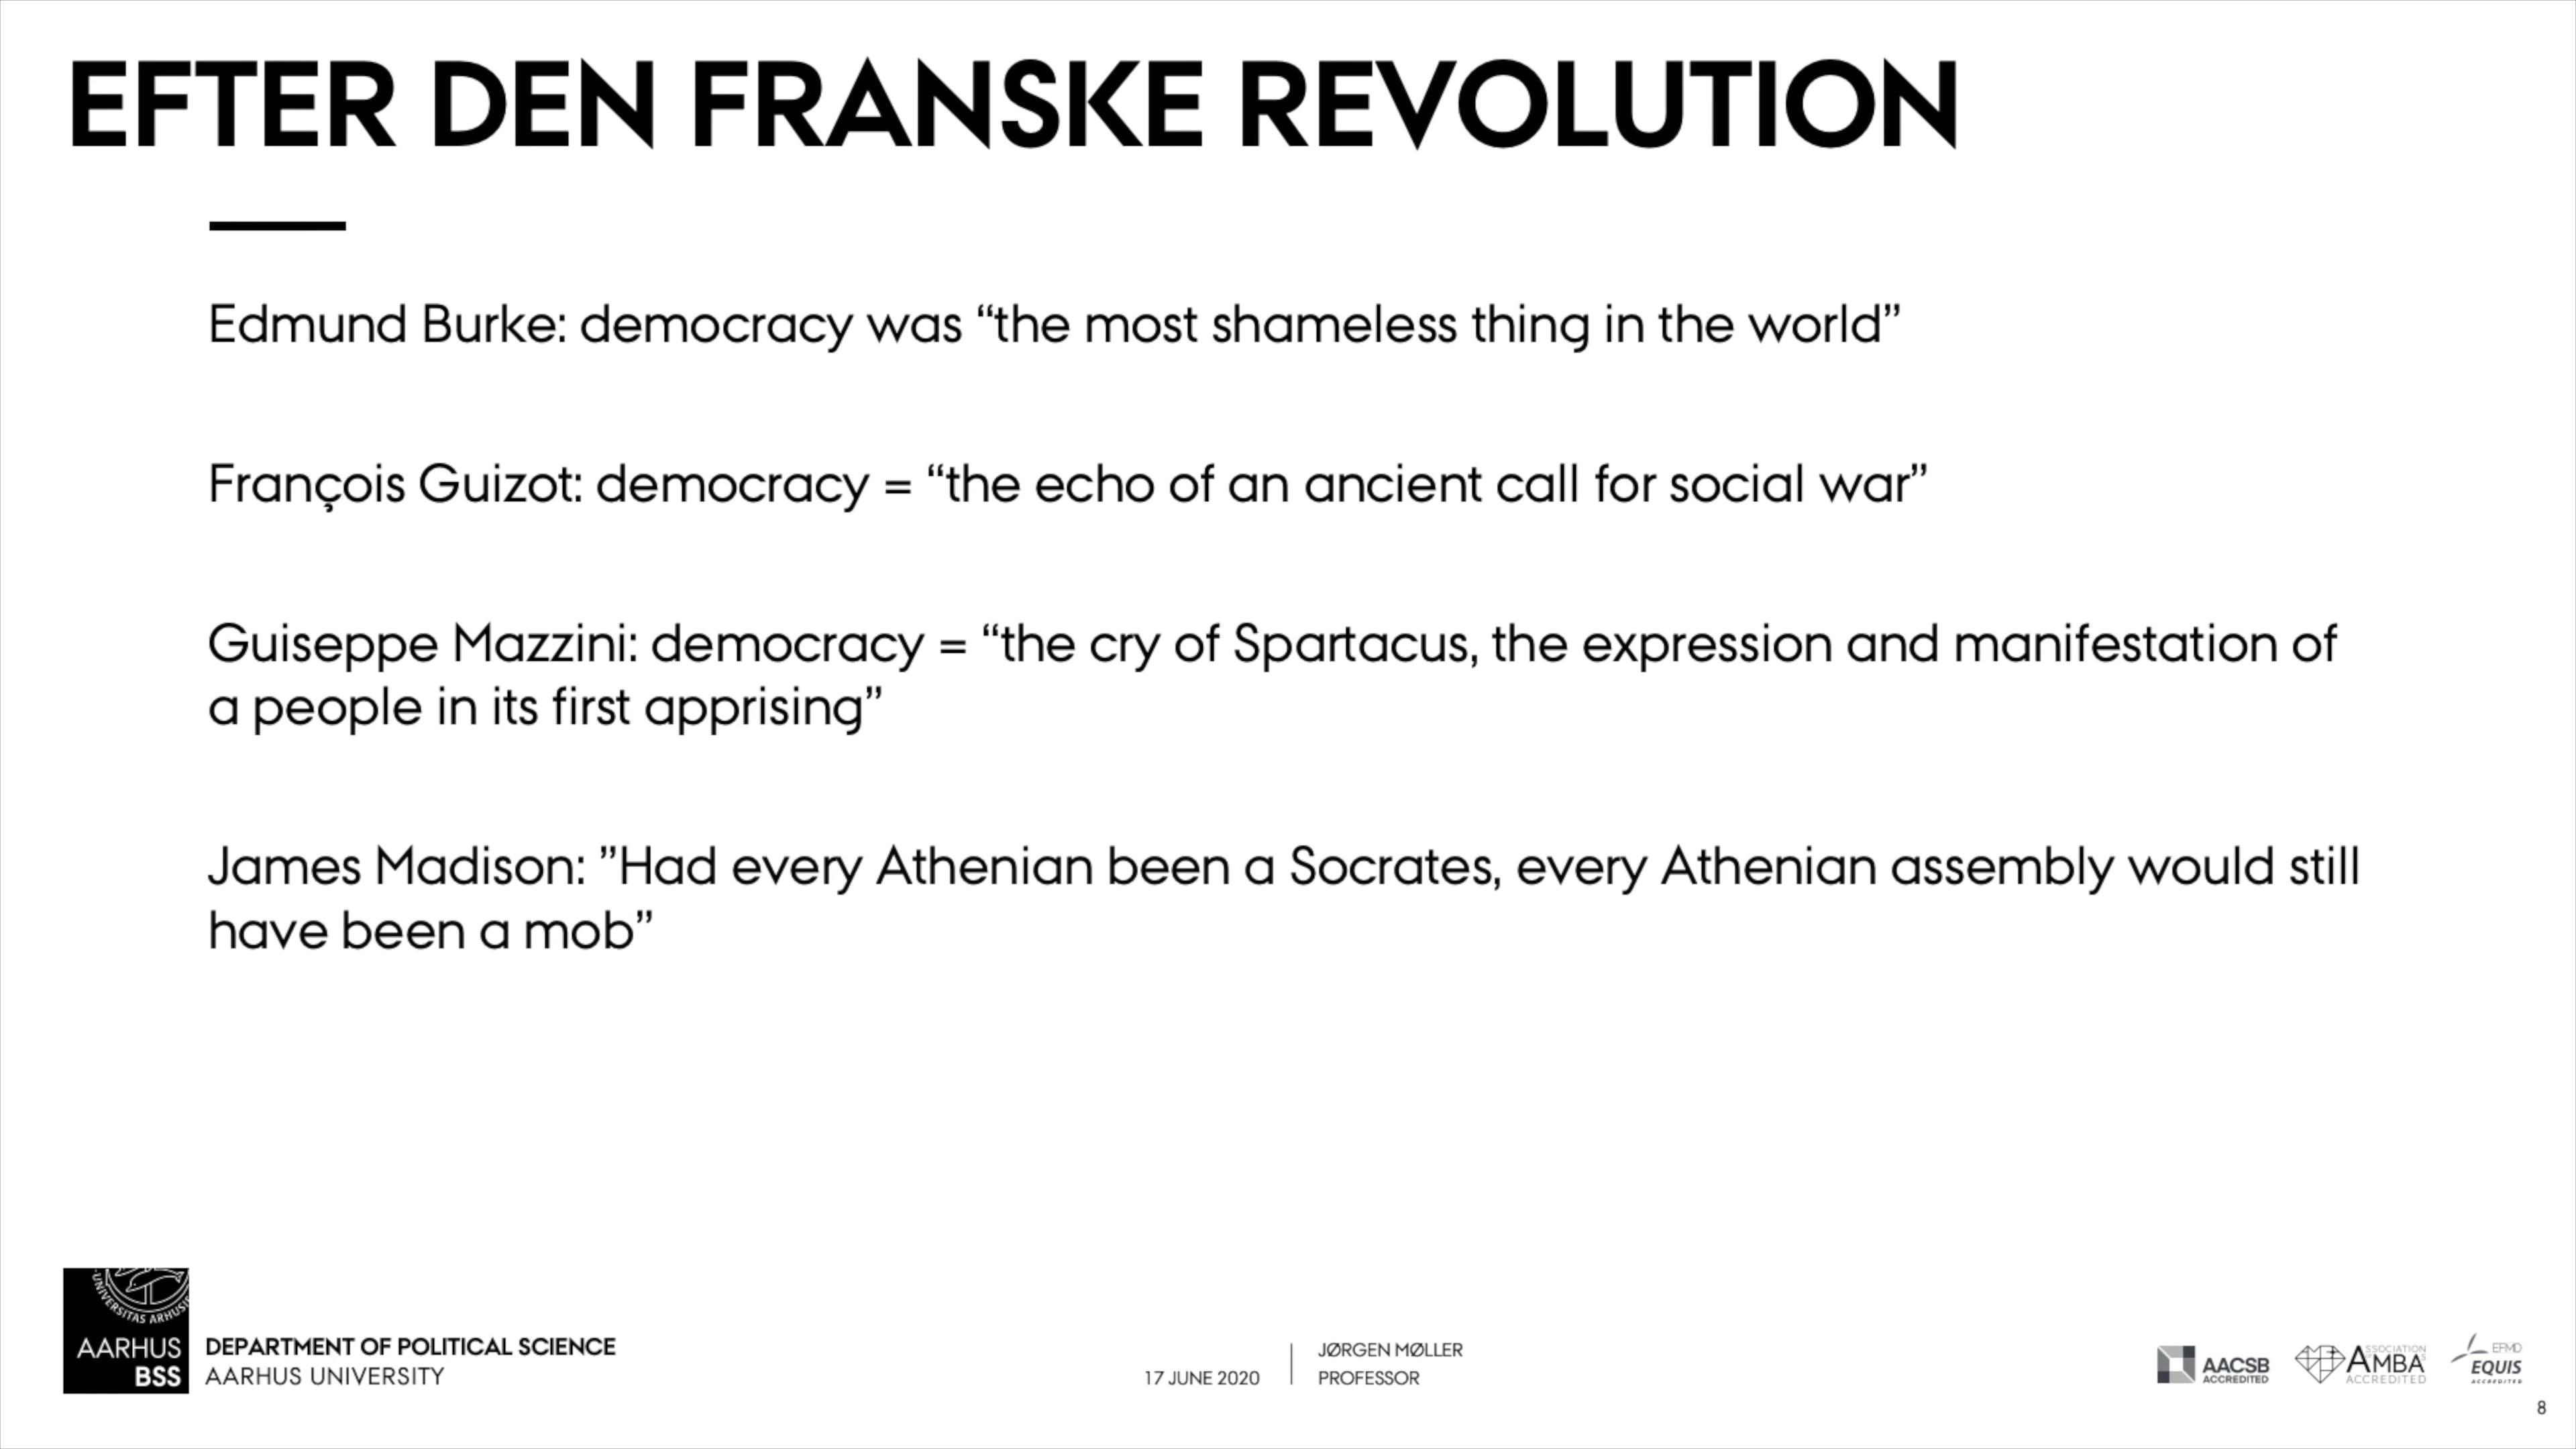 EFTER DEN FRANSKE REVOLUTION
Edmund Burke: democracy was “the most shameless thing in the world”
François Guizot: democracy = “the echo of an ancient call for social war”
Guiseppe Mazzini: democracy = “the cry of Spartacus, the expression and manifestation of
a people in its first apprising”
James Madison: ”Had every Athenian been a Socrates, every Athenian assembly would still
have been a mob”
UNIVERSITAS ARHUSI
AARHUS
BSS
DEPARTMENT OF POLITICAL SCIENCE
AARHUS UNIVERSITY
17 JUNE 2020
JØRGEN MØLLER
PROFESSOR
AACSB
ACCREDITED
ASSOCIATION
AMBA
ACCREDITED
EFMD
EQUIS
ACCREDITED
8